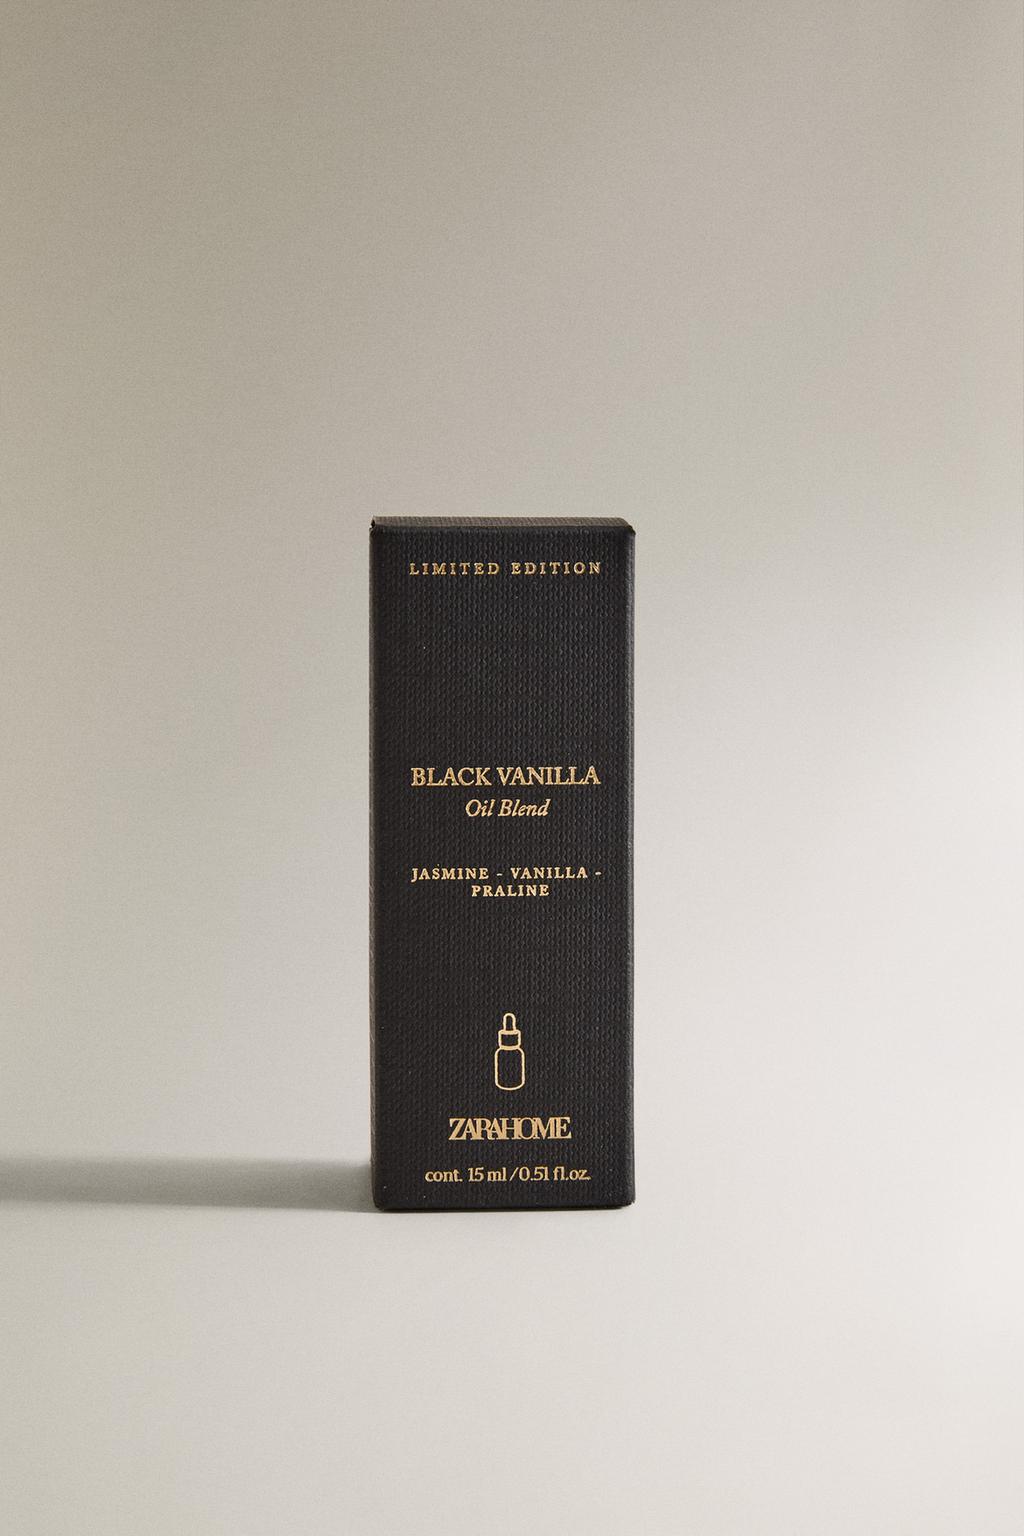 LIMITED EDITION
BLACK VANILLA
Oil Blend
JASMINE - VANILLA -
PRALINE
ZARAHOME
cont. 15 ml / 0.51 fl.oz.